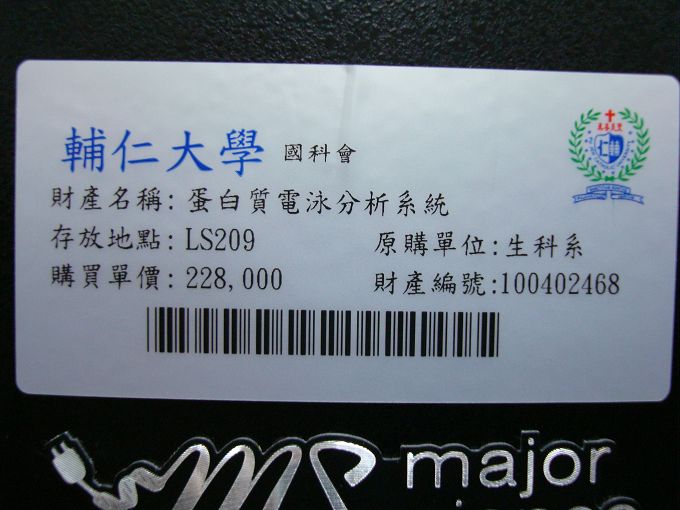 輔仁大學 國科會
財產名稱: 蛋白質電泳分析系統
存放地點: LS209 原購單位: 生科系
購買單價: 228,000 財產編號:100402468
MS major